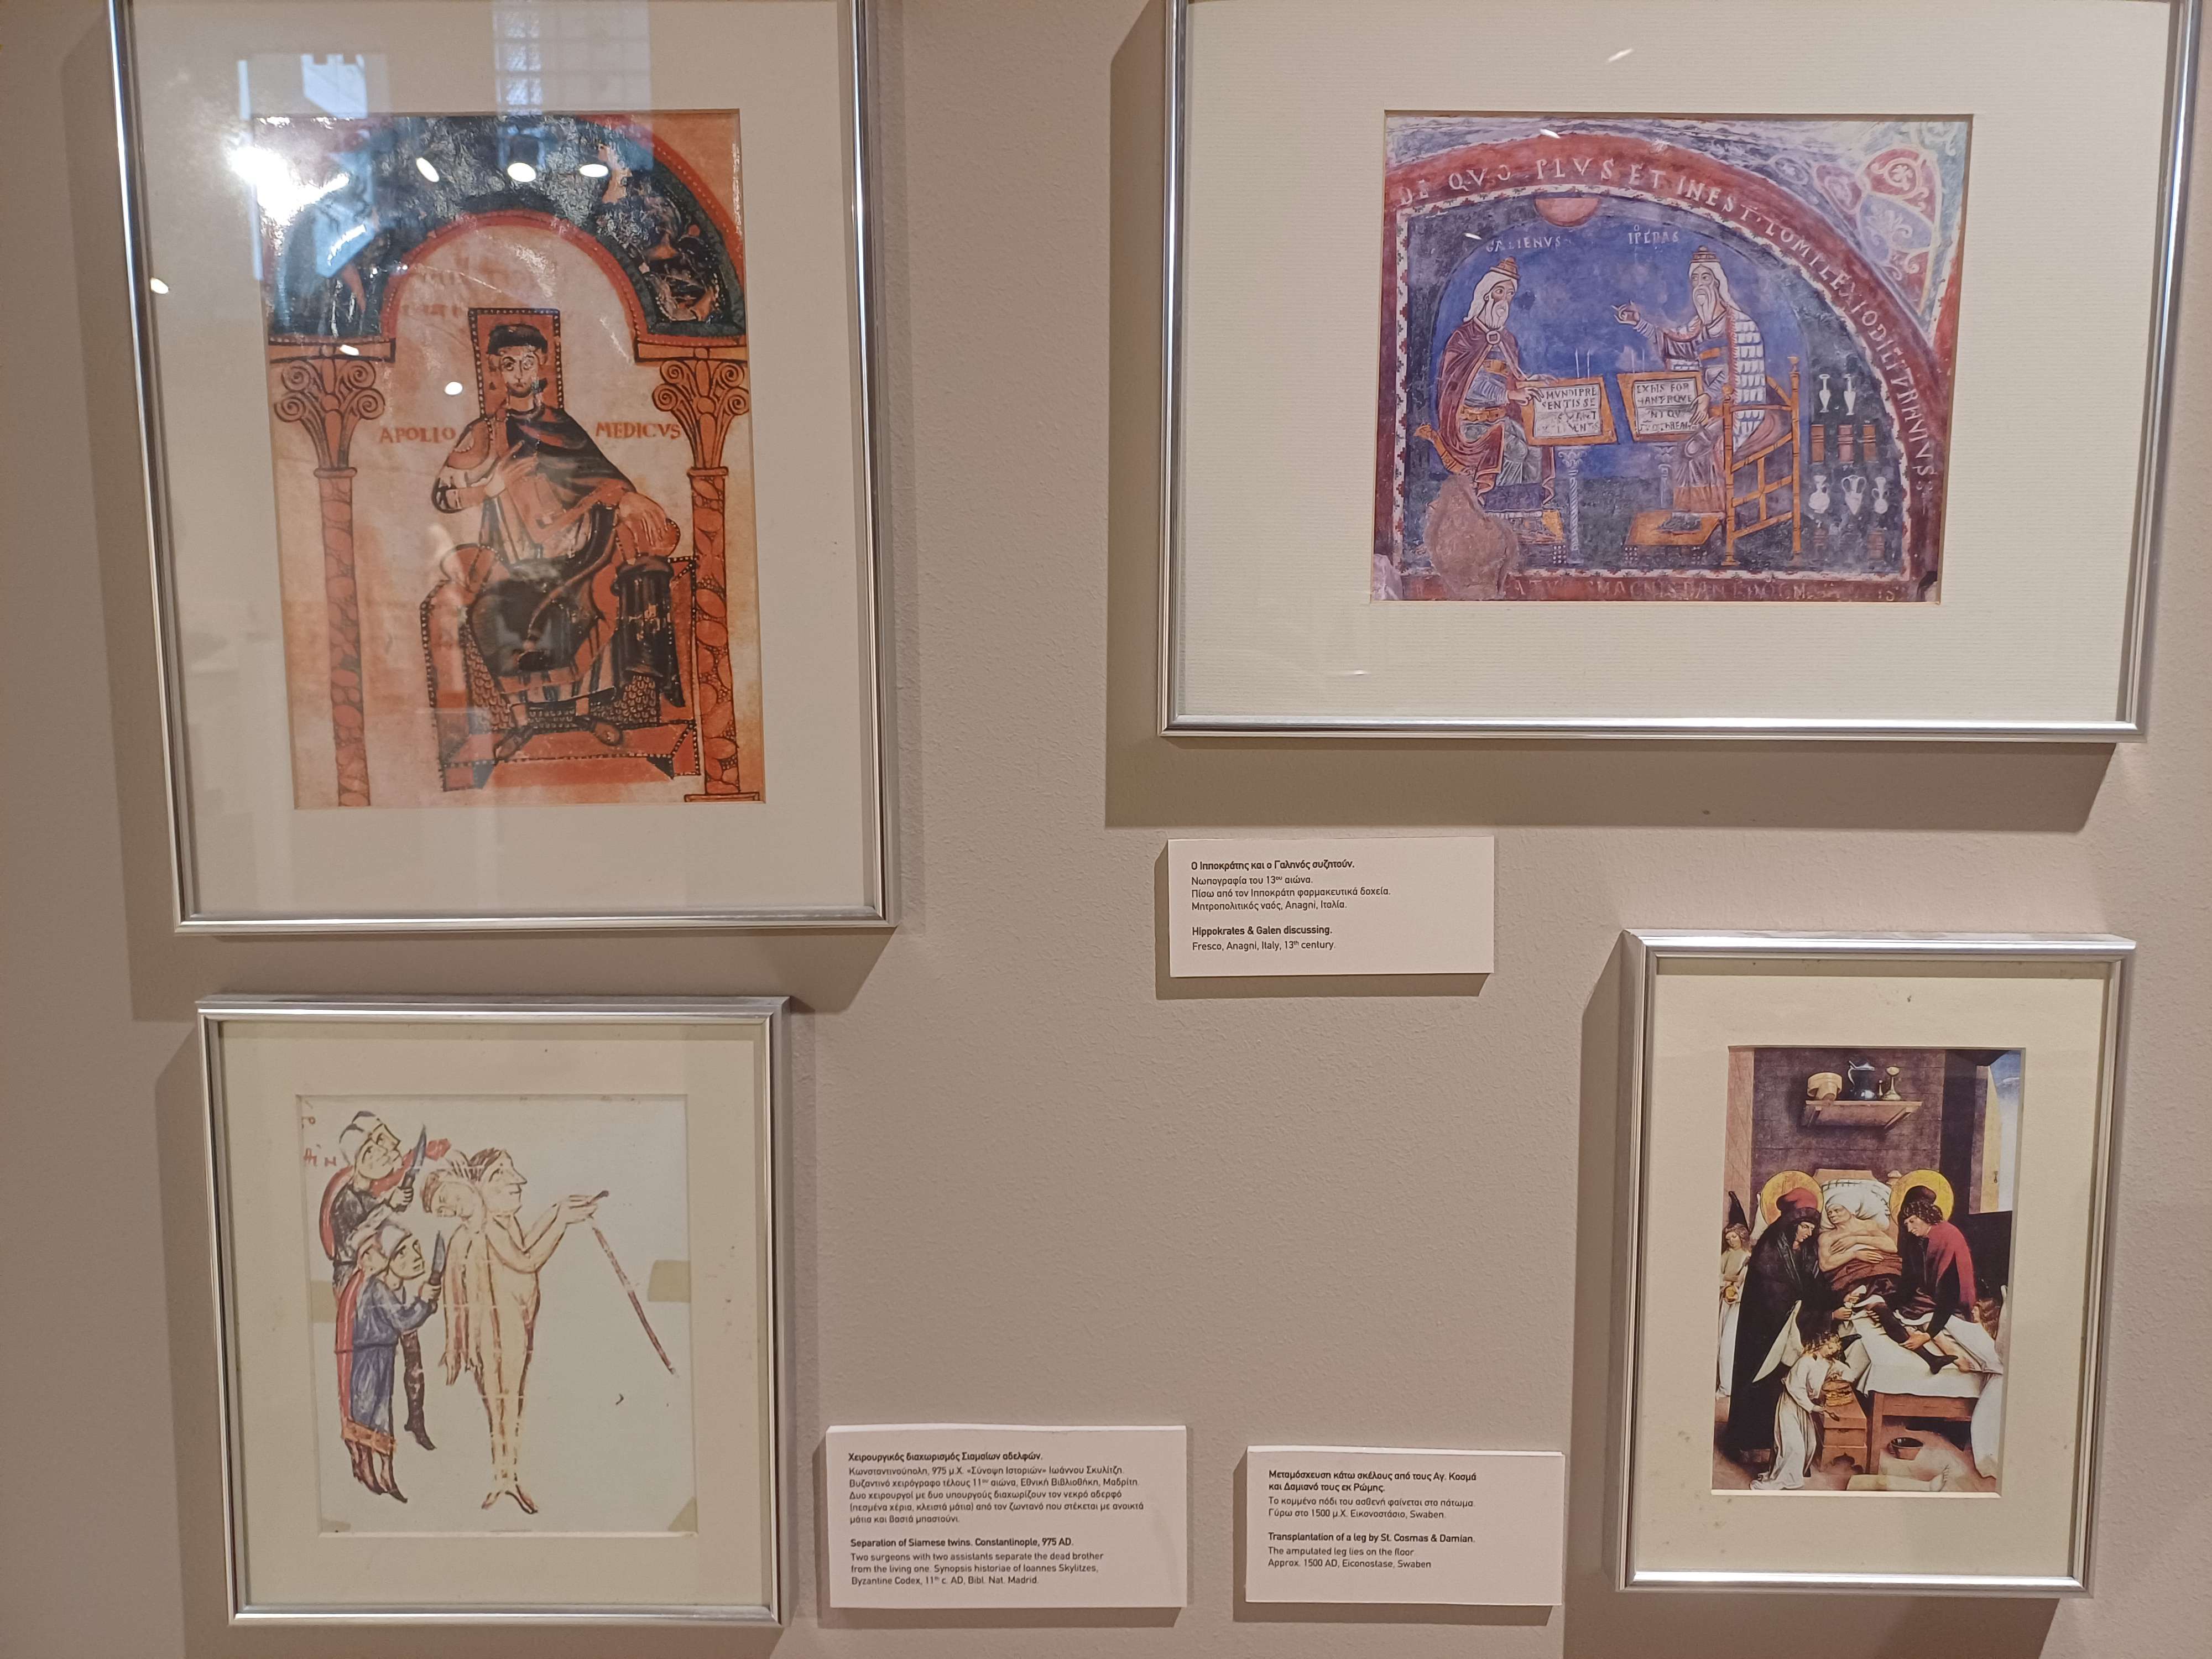 APOLLO MEDICVS
DE QVO PLVS ET INEST
GALIENVS
MVNDI PRE
SENTIS SE
EXHIS FOR
Ο Ιπποκράτης και ο Γαληνός συζητούν.
Νωπογραφία του 13ου αιώνα.
Πίσω από τον Ιπποκράτη φαρμακευτικά δοχεία.
Μητροπολιτικός ναός, Anagni, Ιταλία.
Hippokrates & Galen discussing.
Fresco, Anagni, Italy, 13th century.
Χειρουργικός διαχωρισμός Σιαμαίων αδελφών.
Κωνσταντινούπολη, 975 μ.Χ. «Σύνοψη Ιστοριών» Ιωάννου Σκυλίτζη.
Βυζαντινό χειρόγραφο τέλους 11ου αιώνα, Εθνική Βιβλιοθήκη, Μαδρίτη.
Δυο χειρουργοί με δυο υπουργούς διαχωρίζουν τον νεκρό αδερφό
(πεσμένα χέρια, κλειστά μάτια) από τον ζωντανό που στέκεται με ανοικτά
μάτια και βαστά μπαστούνι.
Separation of Siamese twins. Constantinople, 975 AD.
Two surgeons with two assistants separate the dead brother
from the living one. Synopsis historiae of Ioannes Skylitzes,
Byzantine Codex, 11th c. AD, Bibl. Nat. Madrid.
Μεταμόσχευση κάτω σκέλους από τους Αγ. Κοσμά
και Δαμιανό τους εκ Ρώμης.
Το κομμένο πόδι του ασθενή φαίνεται στο πάτωμα.
Γύρω στο 1500 μ.Χ. Εικονοστάσιο, Swaben.
Transplantation of a leg by St. Cosmas & Damian.
The amputated leg lies on the floor.
Approx. 1500 AD, Eiconostase, Swaben